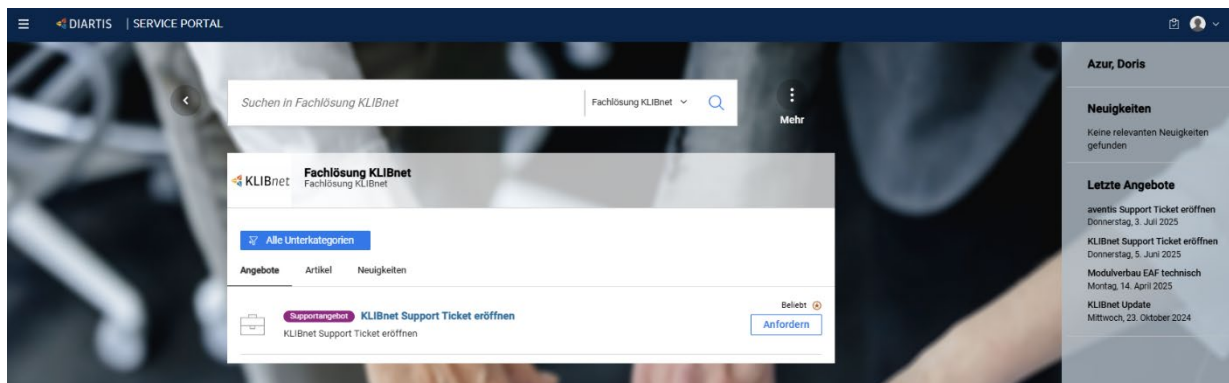 DIARTIS | SERVICE PORTAL
Suchen in Fachlösung KLIBnet
Fachlösung KLIBnet
Mehr
KLIBnet
Fachlösung KLIBnet
Fachlösung KLIBnet
Alle Unterkategorien
Angebote Artikel Neuigkeiten
Supportangebot KLIBnet Support Ticket eröffnen
KLIBnet Support Ticket eröffnen
Beliebt
Anfordern
Azur, Doris
Neuigkeiten
Keine relevanten Neuigkeiten
gefunden
Letzte Angebote
aventis Support Ticket eröffnen
Donnerstag, 3. Juli 2025
KLIBnet Support Ticket eröffnen
Donnerstag, 5. Juni 2025
Modulverbau EAF technisch
Montag, 14. April 2025
KLIBnet Update
Mittwoch, 23. Oktober 2024